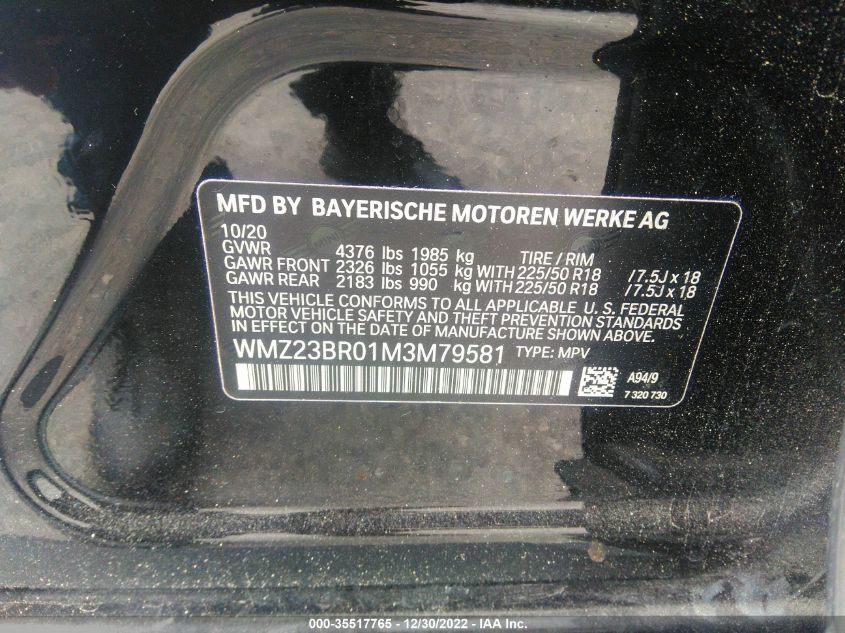 MFD BY BAYERISCHE MOTOREN WERKE AG
10/20
GVWR 4376 lbs 1985 kg TIRE / RIM
GAWR FRONT 2326 lbs 1055 kg WITH 225/50 R18 /7.5J x 18
GAWR REAR 2183 lbs 990 kg WITH 225/50 R18 /7.5J x 18
THIS VEHICLE CONFORMS TO ALL APPLICABLE U. S. FEDERAL
MOTOR VEHICLE SAFETY AND THEFT PREVENTION STANDARDS
IN EFFECT ON THE DATE OF MANUFACTURE SHOWN ABOVE.
WMZ23BR01M3M79581 TYPE: MPV
A94/9
7 320 730
000-35517765 - 12/30/2022 - IAA Inc.